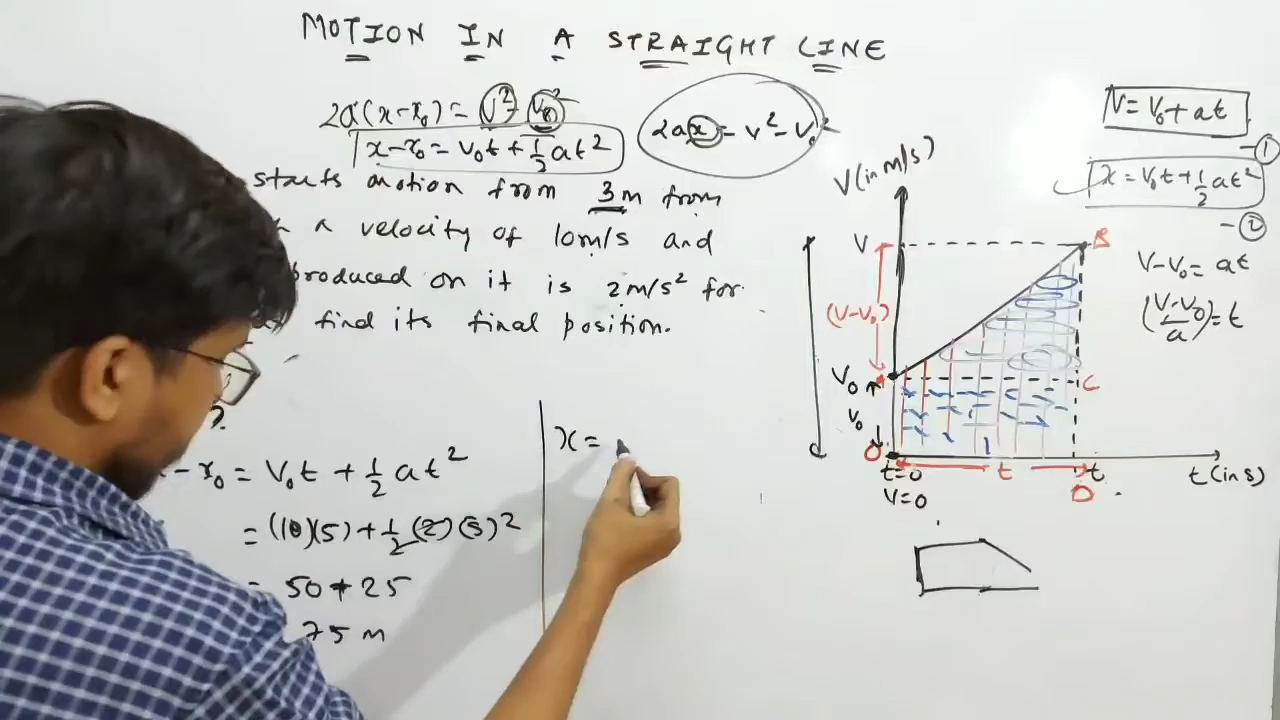 MOTION IN A STRAIGHT LINE
2a(x-x₀) = v² - v₀²
x-x₀ = v₀t + 1/2 at²
2ax = v² - v₀²
starts motion from 3m from
a velocity of 10m/s and
produced on it is 2m/s² for
find its final position.
?
-x₀ = V₀t + 1/2 at²
= (10)(5) + 1/2 (2) (5)²
= 50 + 25
75 m
x =
V = V₀ + at
-①
x = V₀t + 1/2 at²
-②
V-V₀ = at
(V-V₀/a) = t
V(in m/s)
V
B
(V-V₀)
V₀
A
C
V₀
O
t=0
t
t
t(in s)
V=0
D